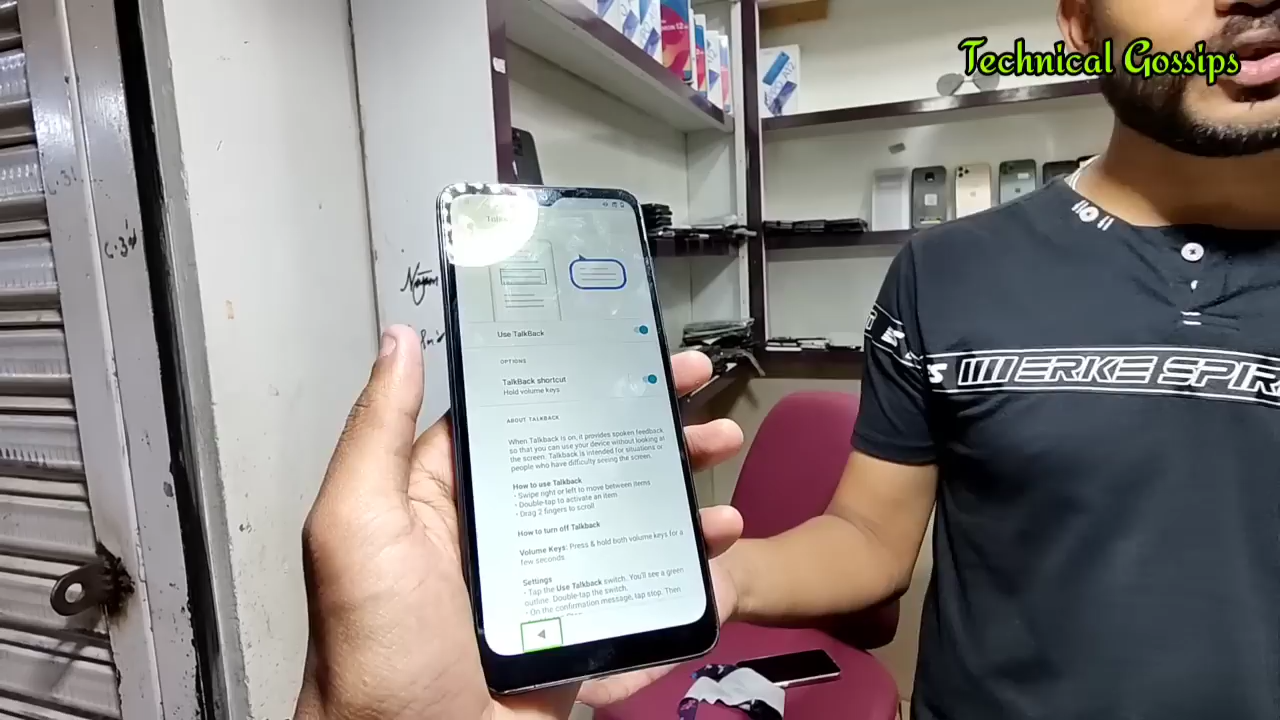 Technical Gossips
Use TalkBack
OPTIONS
TalkBack shortcut
Hold volume keys
ABOUT TALKBACK
When Talkback is on, it provides spoken feedback
so that you can use your device without looking at
the screen. Talkback is intended for situations or
people who have difficulty seeing the screen.
How to use Talkback
• Swipe right or left to move between items
• Double-tap to activate an item
• Drag 2 fingers to scroll
How to turn off Talkback
Volume Keys: Press & hold both volume keys for a
few seconds
Settings
• Tap the Use Talkback switch. You'll see a green
outline. Double-tap the switch.
• On the confirmation message, tap stop. Then
ERKE SPIR